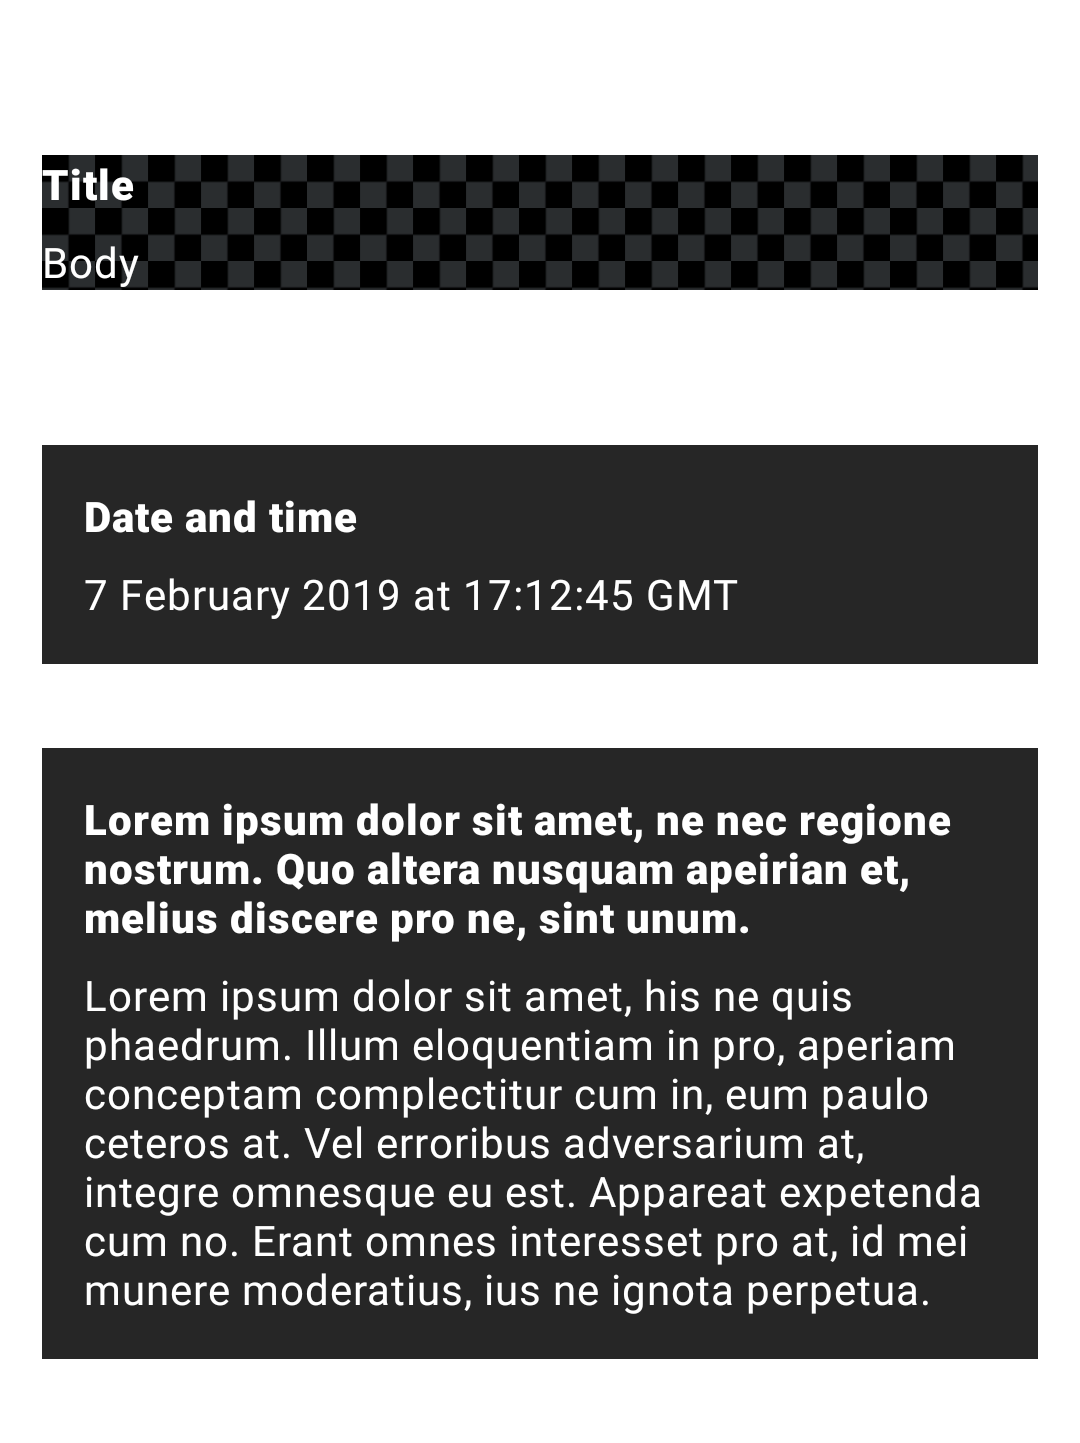 Title
Body
Date and time
7 February 2019 at 17:12:45 GMT
Lorem ipsum dolor sit amet, ne nec regione
nostrum. Quo altera nusquam apeirian et,
melius discere pro ne, sint unum.
Lorem ipsum dolor sit amet, his ne quis
phaedrum. Illum eloquentiam in pro, aperiam
conceptam complectitur cum in, eum paulo
ceteros at. Vel erroribus adversarium at,
integre omnesque eu est. Appareat expetenda
cum no. Erant omnes interesset pro at, id mei
munere moderatius, ius ne ignota perpetua.